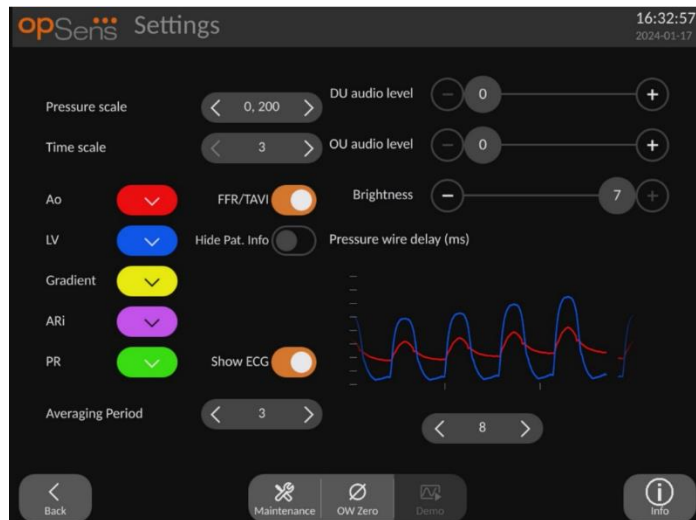 opSens Settings
16:32:57
2024-01-17
Pressure scale
0, 200
DU audio level
0
Time scale
3
OU audio level
0
Ao
FFR/TAVI
Brightness
7
LV
Hide Pat. Info
Pressure wire delay (ms)
Gradient
ARi
PR
Show ECG
Averaging Period
3
8
Back
Maintenance
OW Zero
Demo
Info